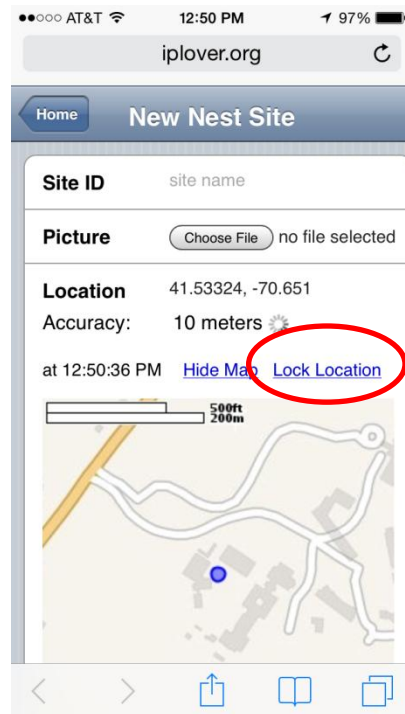 AT&T 12:50 PM 97%
iplover.org
Home New Nest Site
Site ID site name
Picture Choose File no file selected
Location 41.53324, -70.651
Accuracy: 10 meters
at 12:50:36 PM Hide Map Lock Location
500ft
200m